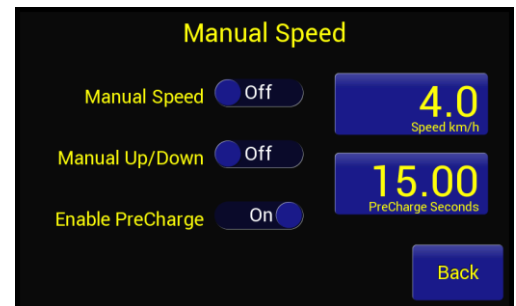 Manual Speed
Manual Speed Off
4.0
Speed km/h
Manual Up/Down Off
15.00
PreCharge Seconds
Enable PreCharge On
Back